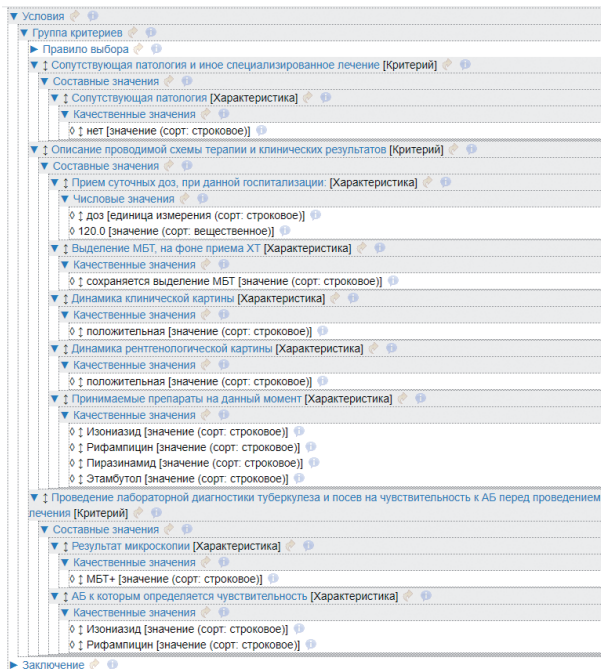 ▼ Условия
▼ Группа критериев
► Правило выбора
▼ ↕ Сопутствующая патология и иное специализированное лечение [Критерий]
▼ Составные значения
▼ ↕ Сопутствующая патология [Характеристика]
▼ Качественные значения
◊ ↕ нет [значение (сорт: строковое)]
▼ ↕ Описание проводимой схемы терапии и клинических результатов [Критерий]
▼ Составные значения
▼ ↕ Прием суточных доз, при данной госпитализации: [Характеристика]
▼ Числовые значения
◊ ↕ доз [единица измерения (сорт: строковое)]
◊ 120.0 [значение (сорт: вещественное)]
▼ ↕ Выделение МБТ, на фоне приема ХТ [Характеристика]
▼ Качественные значения
◊ ↕ сохраняется выделение МБТ [значение (сорт: строковое)]
▼ ↕ Динамика клинической картины [Характеристика]
▼ Качественные значения
◊ ↕ положительная [значение (сорт: строковое)]
▼ ↕ Динамика рентгенологической картины [Характеристика]
▼ Качественные значения
◊ ↕ положительная [значение (сорт: строковое)]
▼ ↕ Принимаемые препараты на данный момент [Характеристика]
▼ Качественные значения
◊ ↕ Изониазид [значение (сорт: строковое)]
◊ ↕ Рифампицин [значение (сорт: строковое)]
◊ ↕ Пиразинамид [значение (сорт: строковое)]
◊ ↕ Этамбутол [значение (сорт: строковое)]
▼ ↕ Проведение лабораторной диагностики туберкулеза и посев на чувствительность к АБ перед проведением
лечения [Критерий]
▼ Составные значения
▼ ↕ Результат микроскопии [Характеристика]
▼ Качественные значения
◊ ↕ МБТ+ [значение (сорт: строковое)]
▼ ↕ АБ к которым определяется чувствительность [Характеристика]
▼ Качественные значения
◊ ↕ Изониазид [значение (сорт: строковое)]
◊ ↕ Рифампицин [значение (сорт: строковое)]
► Заключение